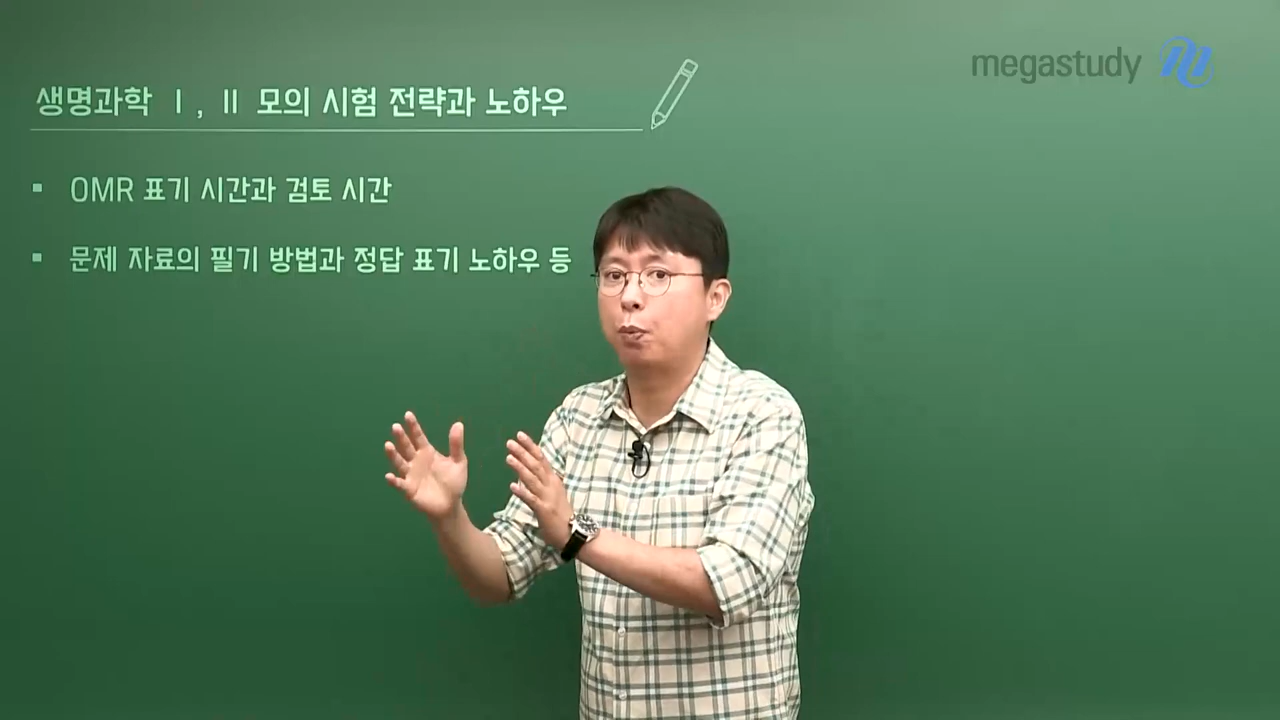 megastudy
생명과학 Ⅰ, Ⅱ 모의 시험 전략과 노하우
▪ OMR 표기 시간과 검토 시간
▪ 문제 자료의 필기 방법과 정답 표기 노하우 등